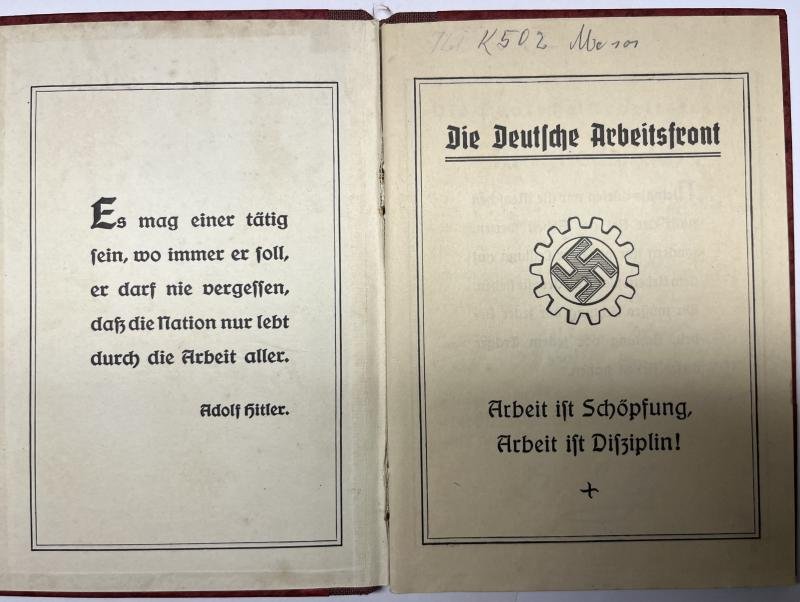 Es mag einer tätig
sein, wo immer er soll,
er darf nie vergessen,
daß die Nation nur lebt
durch die Arbeit aller.
Adolf Hitler.
K502
Die Deutsche Arbeitsfront
Arbeit ist Schöpfung,
Arbeit ist Disziplin!